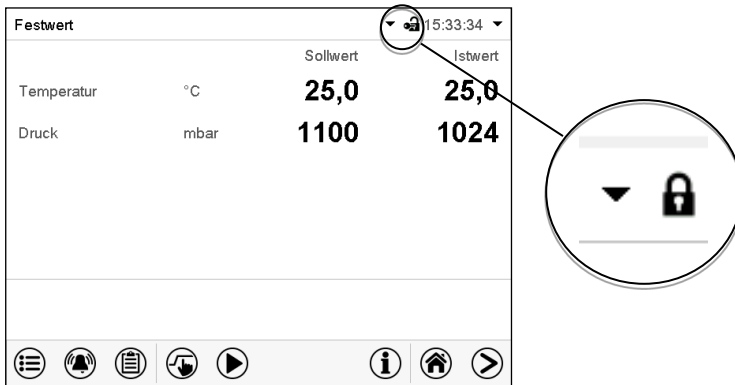 Festwert 15:33:34
Sollwert Istwert
Temperatur °C 25,0 25,0
Druck mbar 1100 1024